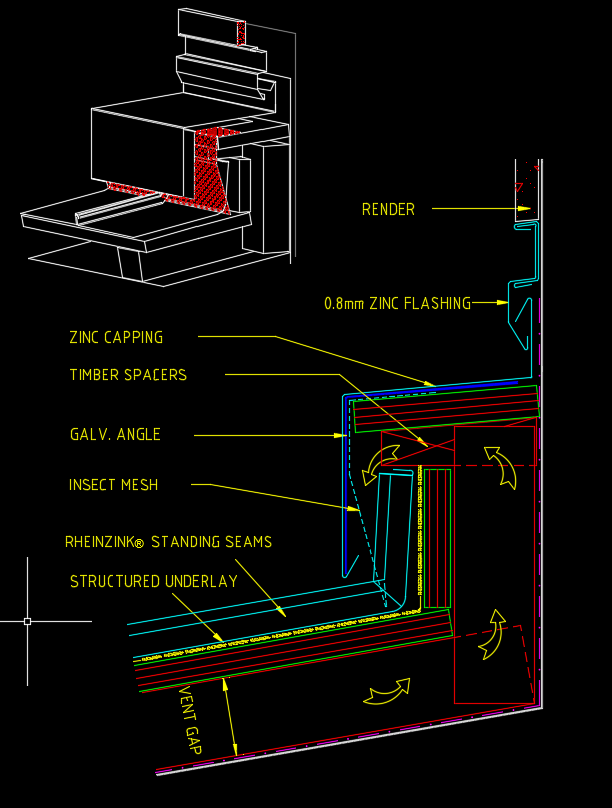 RENDER
0.8mm ZINC FLASHING
ZINC CAPPING
TIMBER SPACERS
GALV. ANGLE
INSECT MESH
RHEINZINK® STANDING SEAMS
STRUCTURED UNDERLAY
VENT GAP